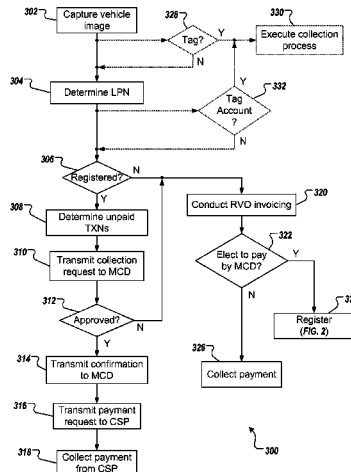 302
Capture vehicle
image
328
Tag?
Y
N
330
Execute collection
process
304
Determine LPN
332
Tag
Account
?
Y
N
306
Registered?
N
Y
308
Determine unpaid
TXNs
310
Transmit collection
request to MCD
312
Approved?
N
Y
314
Transmit confirmation
to MCD
316
Transmit payment
request to CSP
318
Collect payment
from CSP
320
Conduct RVO invoicing
322
Elect to pay
by MCD?
Y
N
Register
(FIG. 2)
326
Collect payment
300